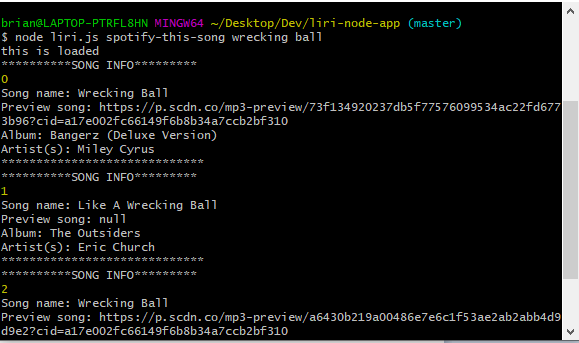 brian@LAPTOP-PTRFL8HN MINGW64 ~/Desktop/Dev/liri-node-app (master)
$ node liri.js spotify-this-song wrecking ball
this is loaded
**********SONG INFO*********
0
Song name: Wrecking Ball
Preview song: https://p.scdn.co/mp3-preview/73f134920237db5f77576099534ac22fd677
3b96?cid=a17e002fc66149f6b8b34a7ccb2bf310
Album: Bangerz (Deluxe Version)
Artist(s): Miley Cyrus
*****************************
**********SONG INFO*********
1
Song name: Like A Wrecking Ball
Preview song: null
Album: The Outsiders
Artist(s): Eric Church
*****************************
**********SONG INFO*********
2
Song name: Wrecking Ball
Preview song: https://p.scdn.co/mp3-preview/a6430b219a00486e7e6c1f53ae2ab2abb4d9
d9e2?cid=a17e002fc66149f6b8b34a7ccb2bf310